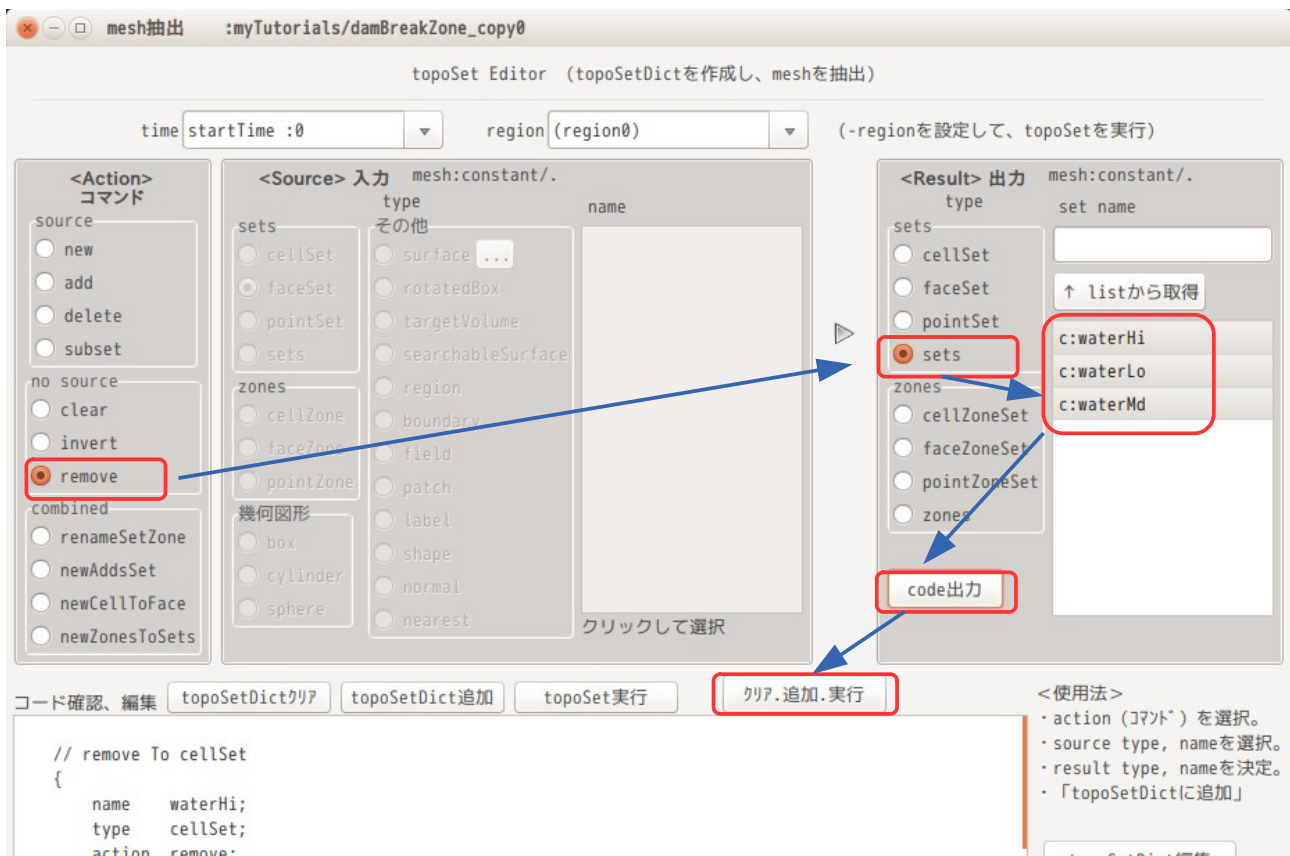 mesh抽出 :myTutorials/damBreakZone_copy0
topoSet Editor （topoSetDictを作成し、meshを抽出）
time startTime :0 region (region0) (-regionを設定して、topoSetを実行)
<Action>
コマンド
source
new
add
delete
subset
no source
clear
invert
remove
combined
renameSetZone
newAddsSet
newCellToFace
newZonesToSets
<Source> 入力 mesh:constant/.
type
name
sets
cellSet
faceSet
pointSet
sets
zones
cellZone
faceZone
pointZone
幾何図形
box
cylinder
sphere
その他
surface ...
rotatedBox
targetVolume
searchableSurface
region
boundary
field
patch
label
shape
normal
nearest
クリックして選択
<Result> 出力 mesh:constant/.
type
set name
sets
cellSet
faceSet
pointSet
sets
zones
cellZoneSet
faceZoneSet
pointZoneSet
zones
code出力
↑ listから取得
c:waterHi
c:waterLo
c:waterMd
コード確認、編集 topoSetDictｸﾘｱ topoSetDict追加 topoSet実行 ｸﾘｱ.追加.実行
// remove To cellSet
{
name waterHi;
type cellSet;
action remove;
<使用法>
・action (ｺﾏﾝﾄﾞ) を選択。
・source type, nameを選択。
・result type, nameを決定。
・「topoSetDictに追加」